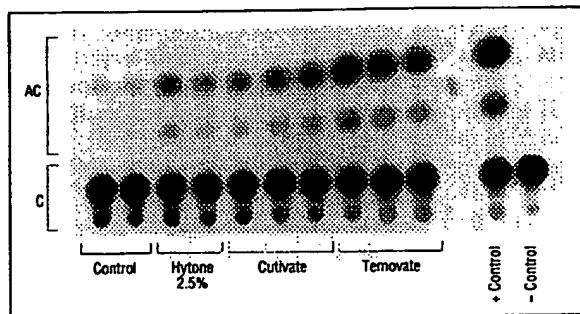 AC
C
Control
Hytone
2.5%
Cutivate
Temovate
+ Control
- Control